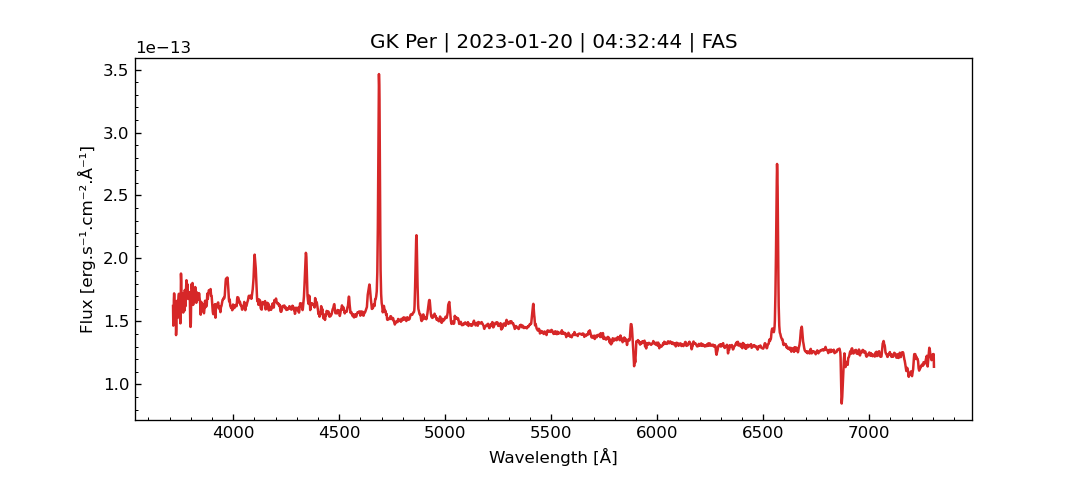 GK Per | 2023-01-20 | 04:32:44 | FAS
1e−13
3.5
3.0
2.5
2.0
1.5
1.0
Flux [erg.s⁻¹.cm⁻².Å⁻¹]
4000 4500 5000 5500 6000 6500 7000
Wavelength [Å]